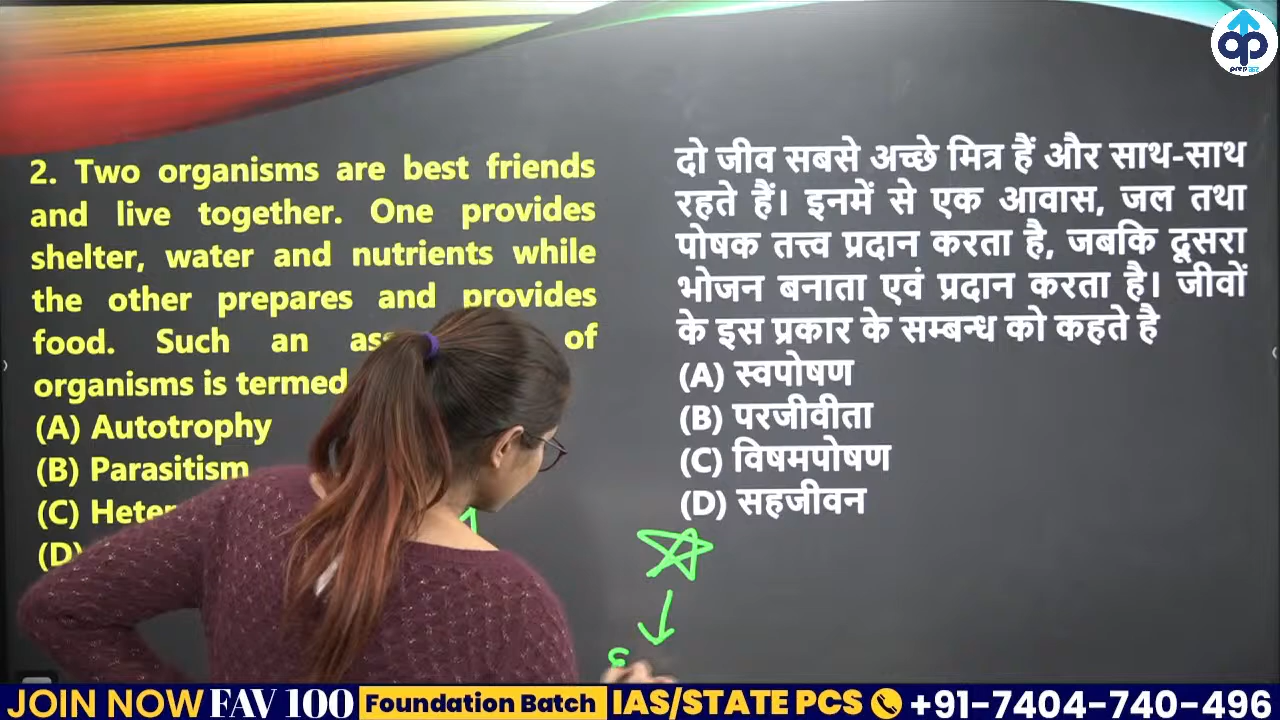 2. Two organisms are best friends
and live together. One provides
shelter, water and nutrients while
the other prepares and provides
food. Such an of
organisms is termed
(A) Autotrophy
(B) Parasitism
(C)
(D)
दो जीव सबसे अच्छे मित्र हैं और साथ-साथ
रहते हैं। इनमें से एक आवास, जल तथा
पोषक तत्त्व प्रदान करता है, जबकि दूसरा
भोजन बनाता एवं प्रदान करता है। जीवों
के इस प्रकार के सम्बन्ध को कहते है
(A) स्वपोषण
(B) परजीवीता
(C) विषमपोषण
(D) सहजीवन
JOIN NOW FAV 100 Foundation Batch IAS/STATE PCS +91-7404-740-496